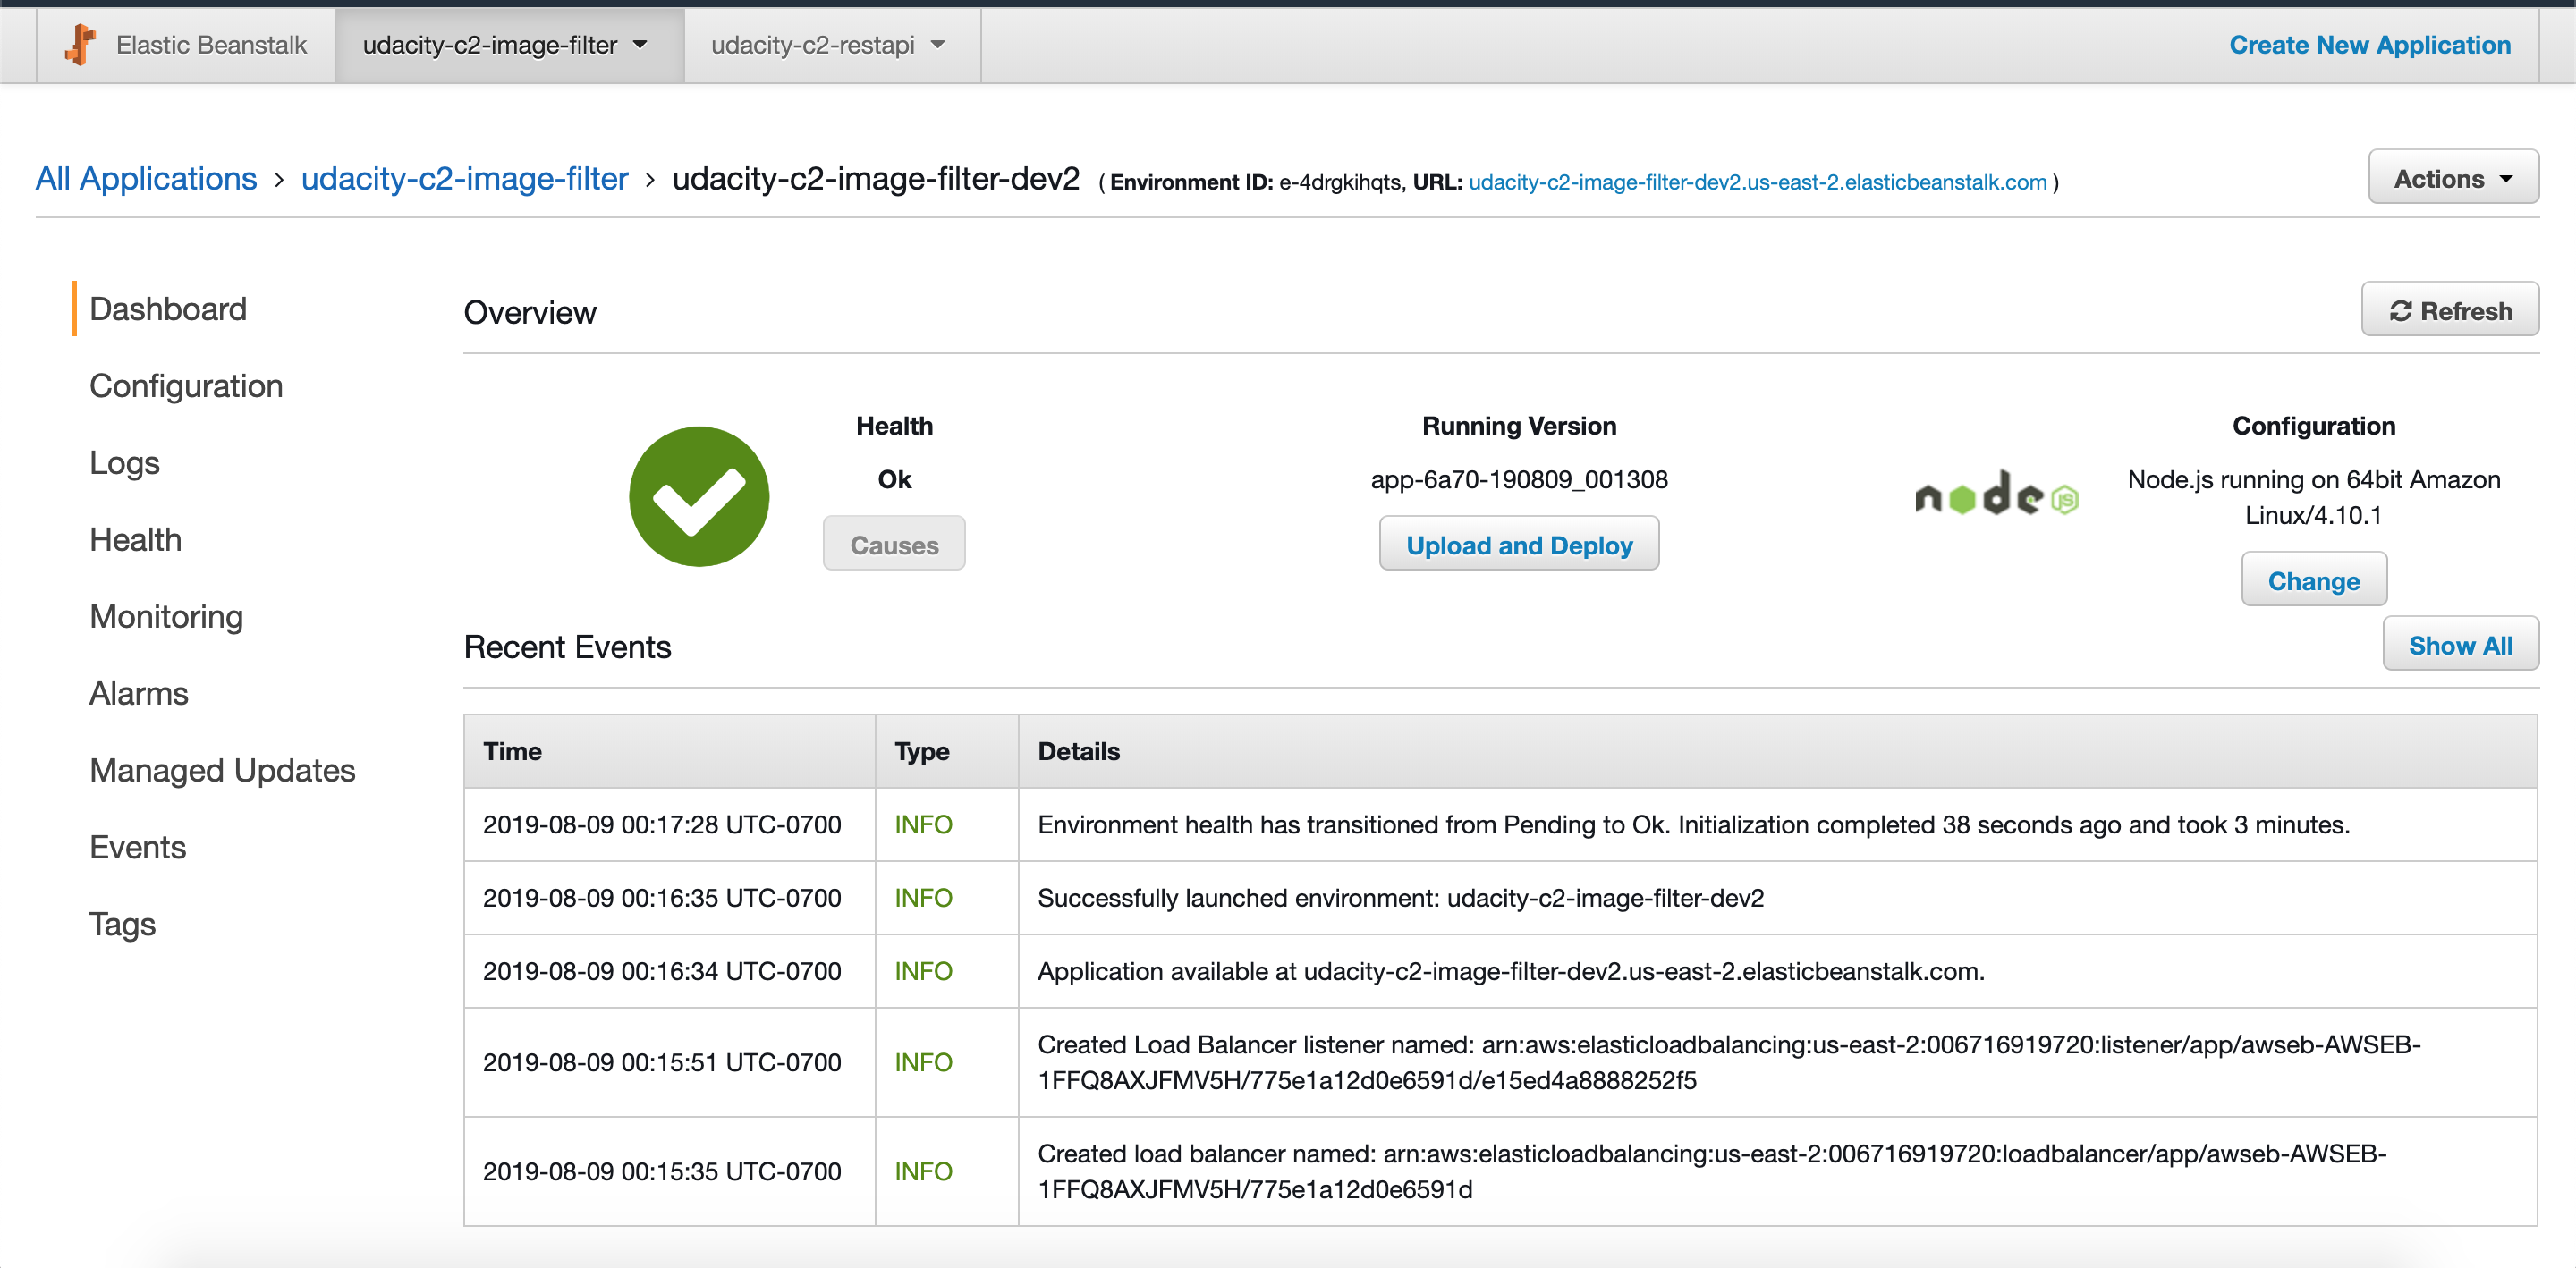 Elastic Beanstalk
udacity-c2-image-filter
udacity-c2-restapi
Create New Application
All Applications › udacity-c2-image-filter › udacity-c2-image-filter-dev2 ( Environment ID: e-4drgkihqts, URL: udacity-c2-image-filter-dev2.us-east-2.elasticbeanstalk.com )
Actions
Dashboard
Configuration
Logs
Health
Monitoring
Alarms
Managed Updates
Events
Tags
Overview
Refresh
Health
Ok
Causes
Running Version
app-6a70-190809_001308
Upload and Deploy
node JS
Configuration
Node.js running on 64bit Amazon
Linux/4.10.1
Change
Recent Events
Show All
Time Type Details
2019-08-09 00:17:28 UTC-0700 INFO Environment health has transitioned from Pending to Ok. Initialization completed 38 seconds ago and took 3 minutes.
2019-08-09 00:16:35 UTC-0700 INFO Successfully launched environment: udacity-c2-image-filter-dev2
2019-08-09 00:16:34 UTC-0700 INFO Application available at udacity-c2-image-filter-dev2.us-east-2.elasticbeanstalk.com.
2019-08-09 00:15:51 UTC-0700 INFO Created Load Balancer listener named: arn:aws:elasticloadbalancing:us-east-2:006716919720:listener/app/awseb-AWSEB-
1FFQ8AXJFMV5H/775e1a12d0e6591d/e15ed4a8888252f5
2019-08-09 00:15:35 UTC-0700 INFO Created load balancer named: arn:aws:elasticloadbalancing:us-east-2:006716919720:loadbalancer/app/awseb-AWSEB-
1FFQ8AXJFMV5H/775e1a12d0e6591d